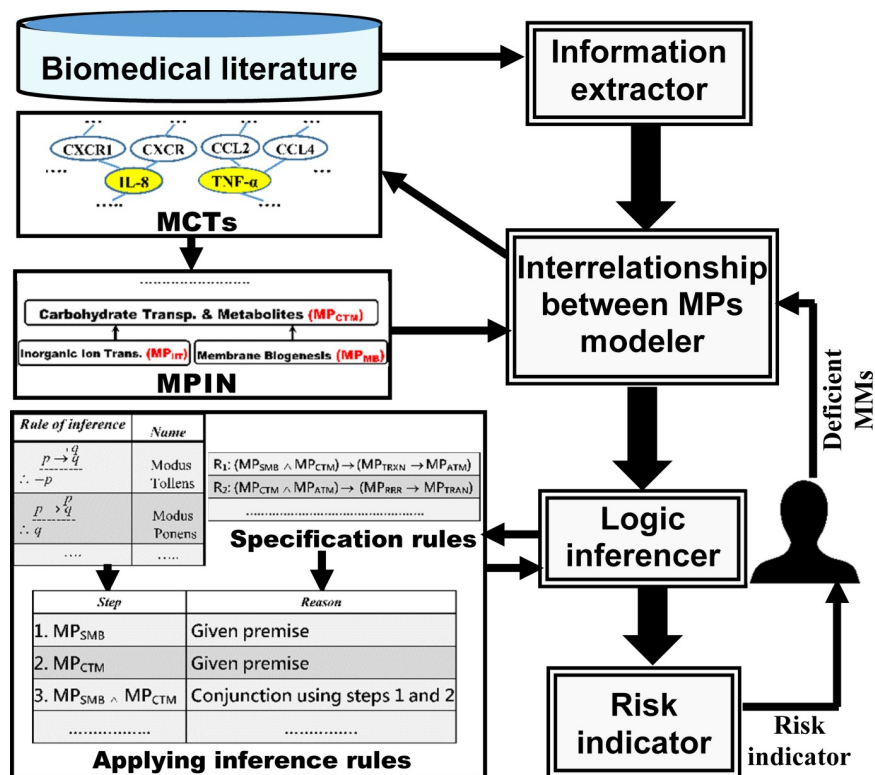 Biomedical literature
Information
extractor
.... .... .... ....
CXCR1 CXCR CCL2 CCL4
.... ....
IL-8 TNF-α
.... ....
MCTs
Interrelationship
between MPs
modeler
........................
Carbohydrate Transp. & Metabolites (MPCTM)
Inorganic Ion Trans. (MPIIT) Membrane Biogenesis (MPMB)
MPIN
Deficient
MMs
Rule of inference Name
q
p → q
∴ -p
Modus
Tollens
p
p → q
∴ q
Modus
Ponens
.... .....
R1: (MPSMB ∧ MPCTM) → (MPTRXN → MPATM)
R2: (MPCTM ∧ MPATM) → (MPRRR → MPTRAN)
..........................................
Specification rules
Logic
inferencer
Step Reason
1. MPSMB Given premise
2. MPCTM Given premise
3. MPSMB ∧ MPCTM Conjunction using steps 1 and 2
................. ...............
Applying inference rules
Risk
indicator
Risk
indicator